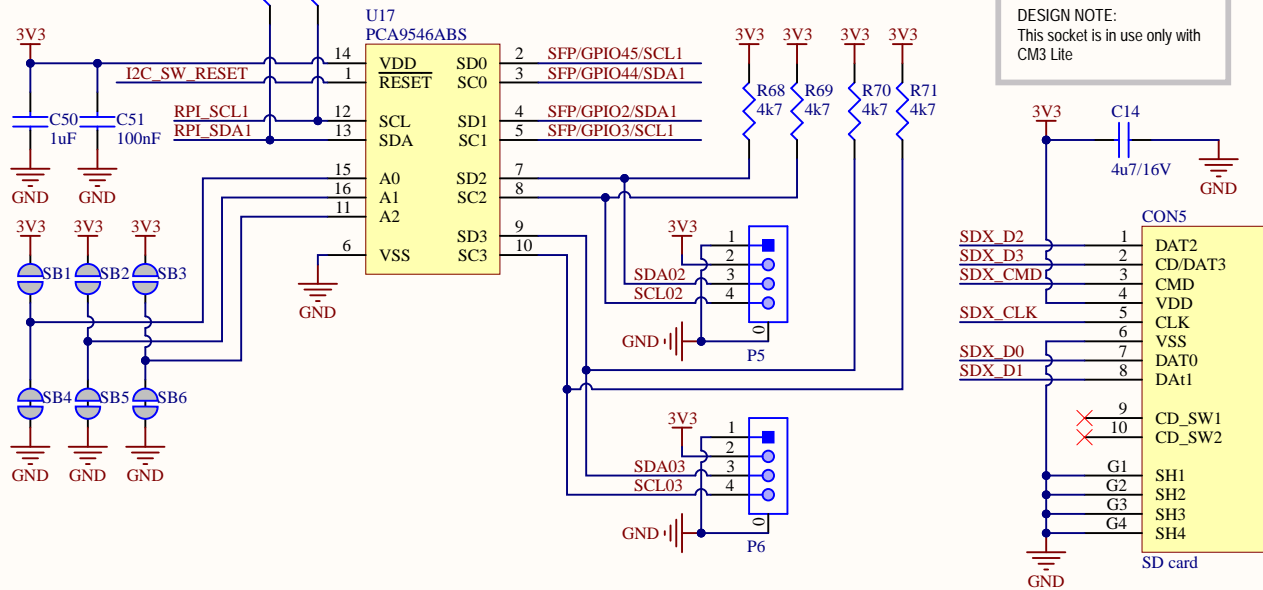 DESIGN NOTE:
This socket is in use only with
CM3 Lite
U17
PCA9546ABS
3V3
14 VDD
I2C_SW_RESET 1 RESET
RPI_SCL1 12 SCL
RPI_SDA1 13 SDA
15 A0
16 A1
11 A2
6 VSS
GND
SD0 2 SFP/GPIO45/SCL1
SC0 3 SFP/GPIO44/SDA1
SD1 4 SFP/GPIO2/SDA1
SC1 5 SFP/GPIO3/SCL1
SD2 7
SC2 8
SD3 9
SC3 10
C50
1uF
C51
100nF
GND
GND
3V3 3V3 3V3
SB1 SB2 SB3
SB4 SB5 SB6
GND GND GND
3V3 3V3 3V3 3V3
R68
4k7
R69
4k7
R70
4k7
R71
4k7
3V3
1
2
SDA02 3
SCL02 4
GND
0
P5
3V3
1
2
SDA03 3
SCL03 4
GND
0
P6
3V3
C14
4u7/16V
GND
CON5
SDX_D2 1 DAT2
SDX_D3 2 CD/DAT3
SDX_CMD 3 CMD
4 VDD
SDX_CLK 5 CLK
6 VSS
SDX_D0 7 DAT0
SDX_D1 8 DAt1
9 CD_SW1
10 CD_SW2
G1 SH1
G2 SH2
G3 SH3
G4 SH4
GND
SD card